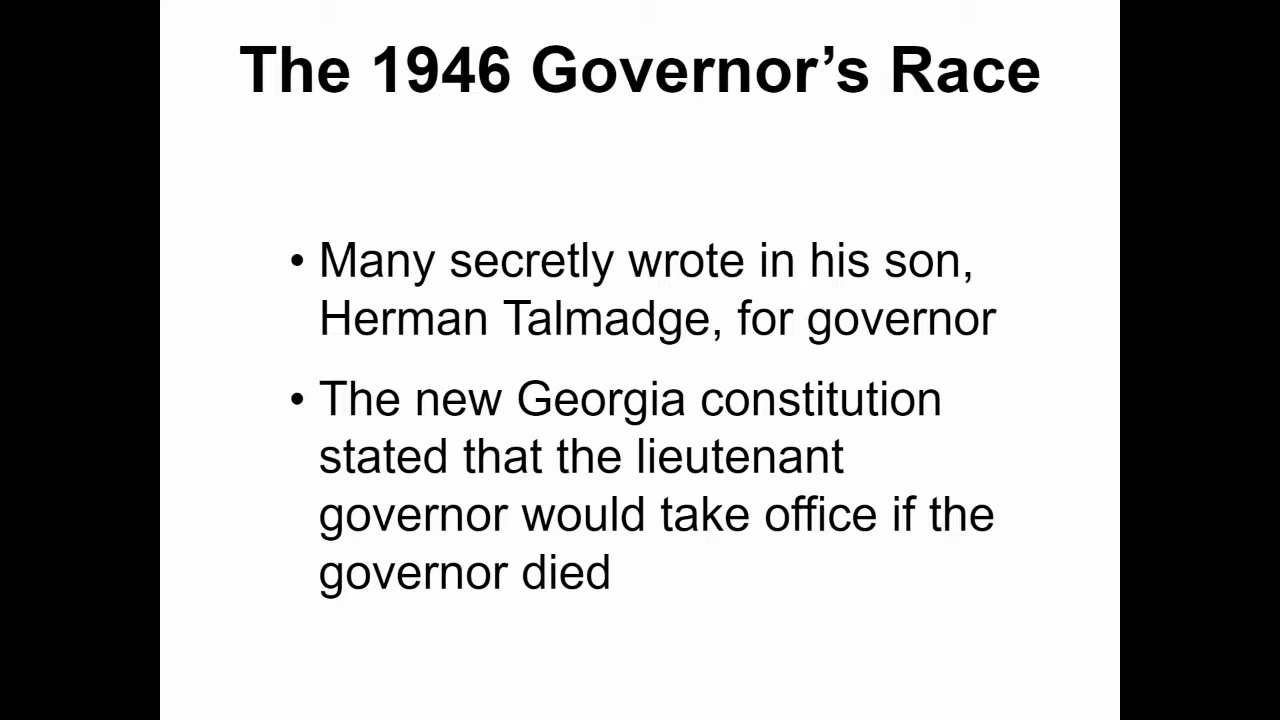 The 1946 Governor’s Race
• Many secretly wrote in his son,
Herman Talmadge, for governor
• The new Georgia constitution
stated that the lieutenant
governor would take office if the
governor died